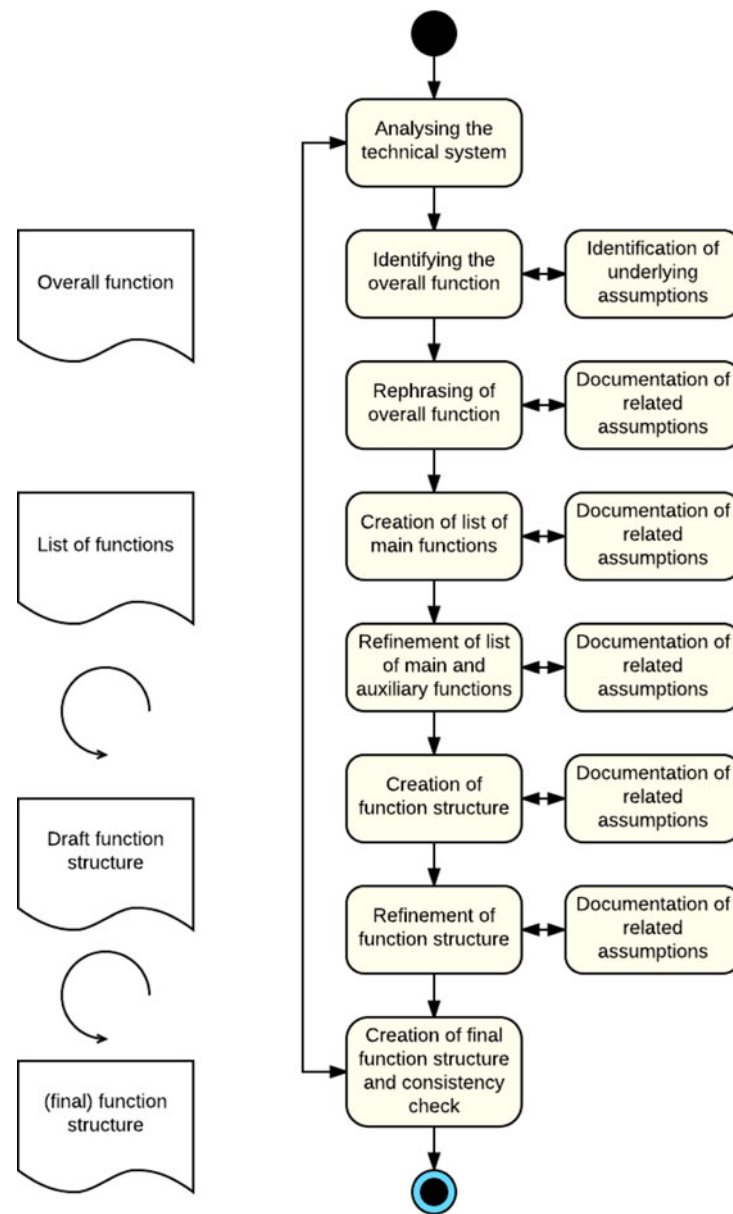 Analysing the
technical system
Overall function
Identifying the
overall function
Identification of
underlying
assumptions
Rephrasing of
overall function
Documentation of
related
assumptions
List of functions
Creation of list of
main functions
Documentation of
related
assumptions
Refinement of list
of main and
auxiliary functions
Documentation of
related
assumptions
Draft function
structure
Creation of
function structure
Documentation of
related
assumptions
Refinement of
function structure
Documentation of
related
assumptions
(final) function
structure
Creation of final
function structure
and consistency
check